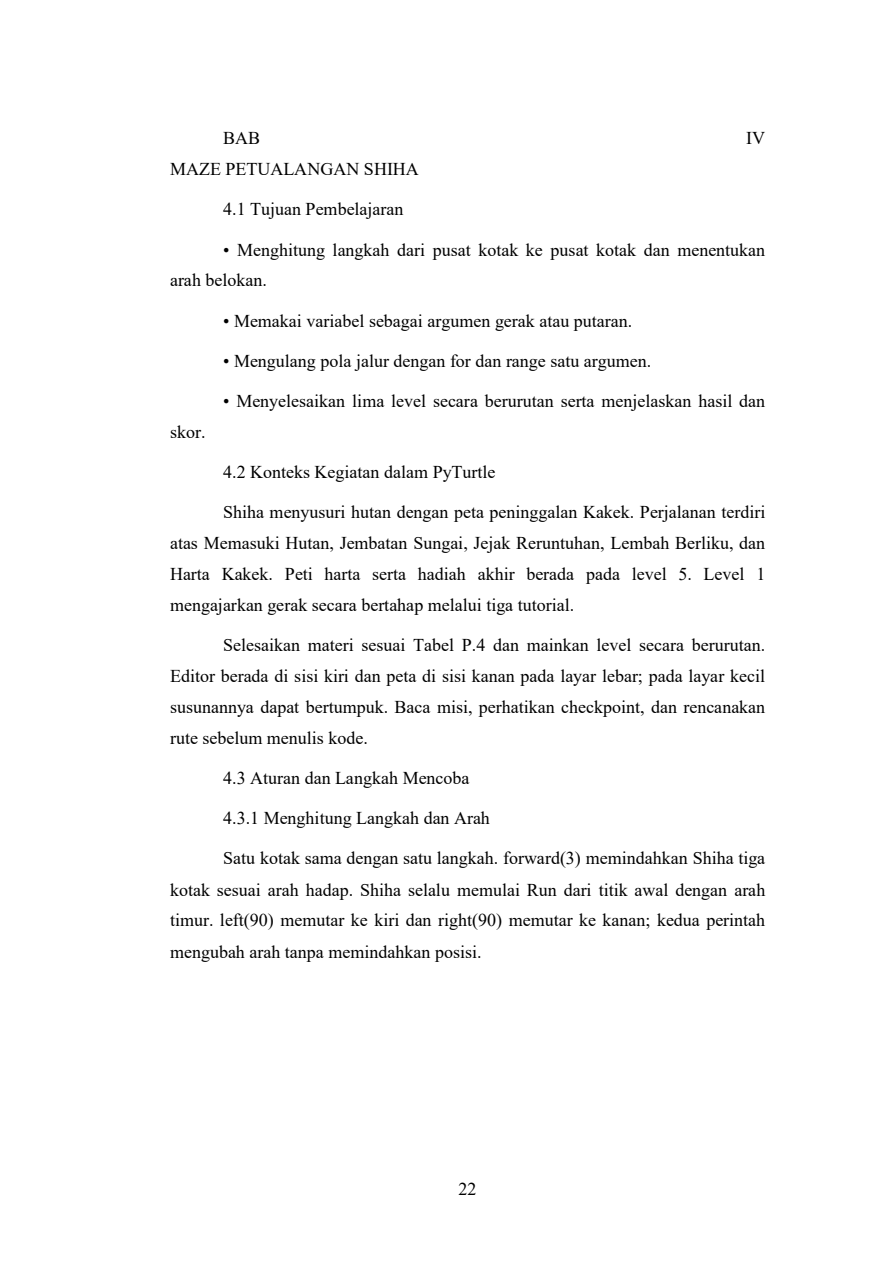 BAB IV
MAZE PETUALANGAN SHIHA
4.1 Tujuan Pembelajaran
• Menghitung langkah dari pusat kotak ke pusat kotak dan menentukan
arah belokan.
• Memakai variabel sebagai argumen gerak atau putaran.
• Mengulang pola jalur dengan for dan range satu argumen.
• Menyelesaikan lima level secara berurutan serta menjelaskan hasil dan
skor.
4.2 Konteks Kegiatan dalam PyTurtle
Shiha menyusuri hutan dengan peta peninggalan Kakek. Perjalanan terdiri
atas Memasuki Hutan, Jembatan Sungai, Jejak Reruntuhan, Lembah Berliku, dan
Harta Kakek. Peti harta serta hadiah akhir berada pada level 5. Level 1
mengajarkan gerak secara bertahap melalui tiga tutorial.
Selesaikan materi sesuai Tabel P.4 dan mainkan level secara berurutan.
Editor berada di sisi kiri dan peta di sisi kanan pada layar lebar; pada layar kecil
susunannya dapat bertumpuk. Baca misi, perhatikan checkpoint, dan rencanakan
rute sebelum menulis kode.
4.3 Aturan dan Langkah Mencoba
4.3.1 Menghitung Langkah dan Arah
Satu kotak sama dengan satu langkah. forward(3) memindahkan Shiha tiga
kotak sesuai arah hadap. Shiha selalu memulai Run dari titik awal dengan arah
timur. left(90) memutar ke kiri dan right(90) memutar ke kanan; kedua perintah
mengubah arah tanpa memindahkan posisi.
22